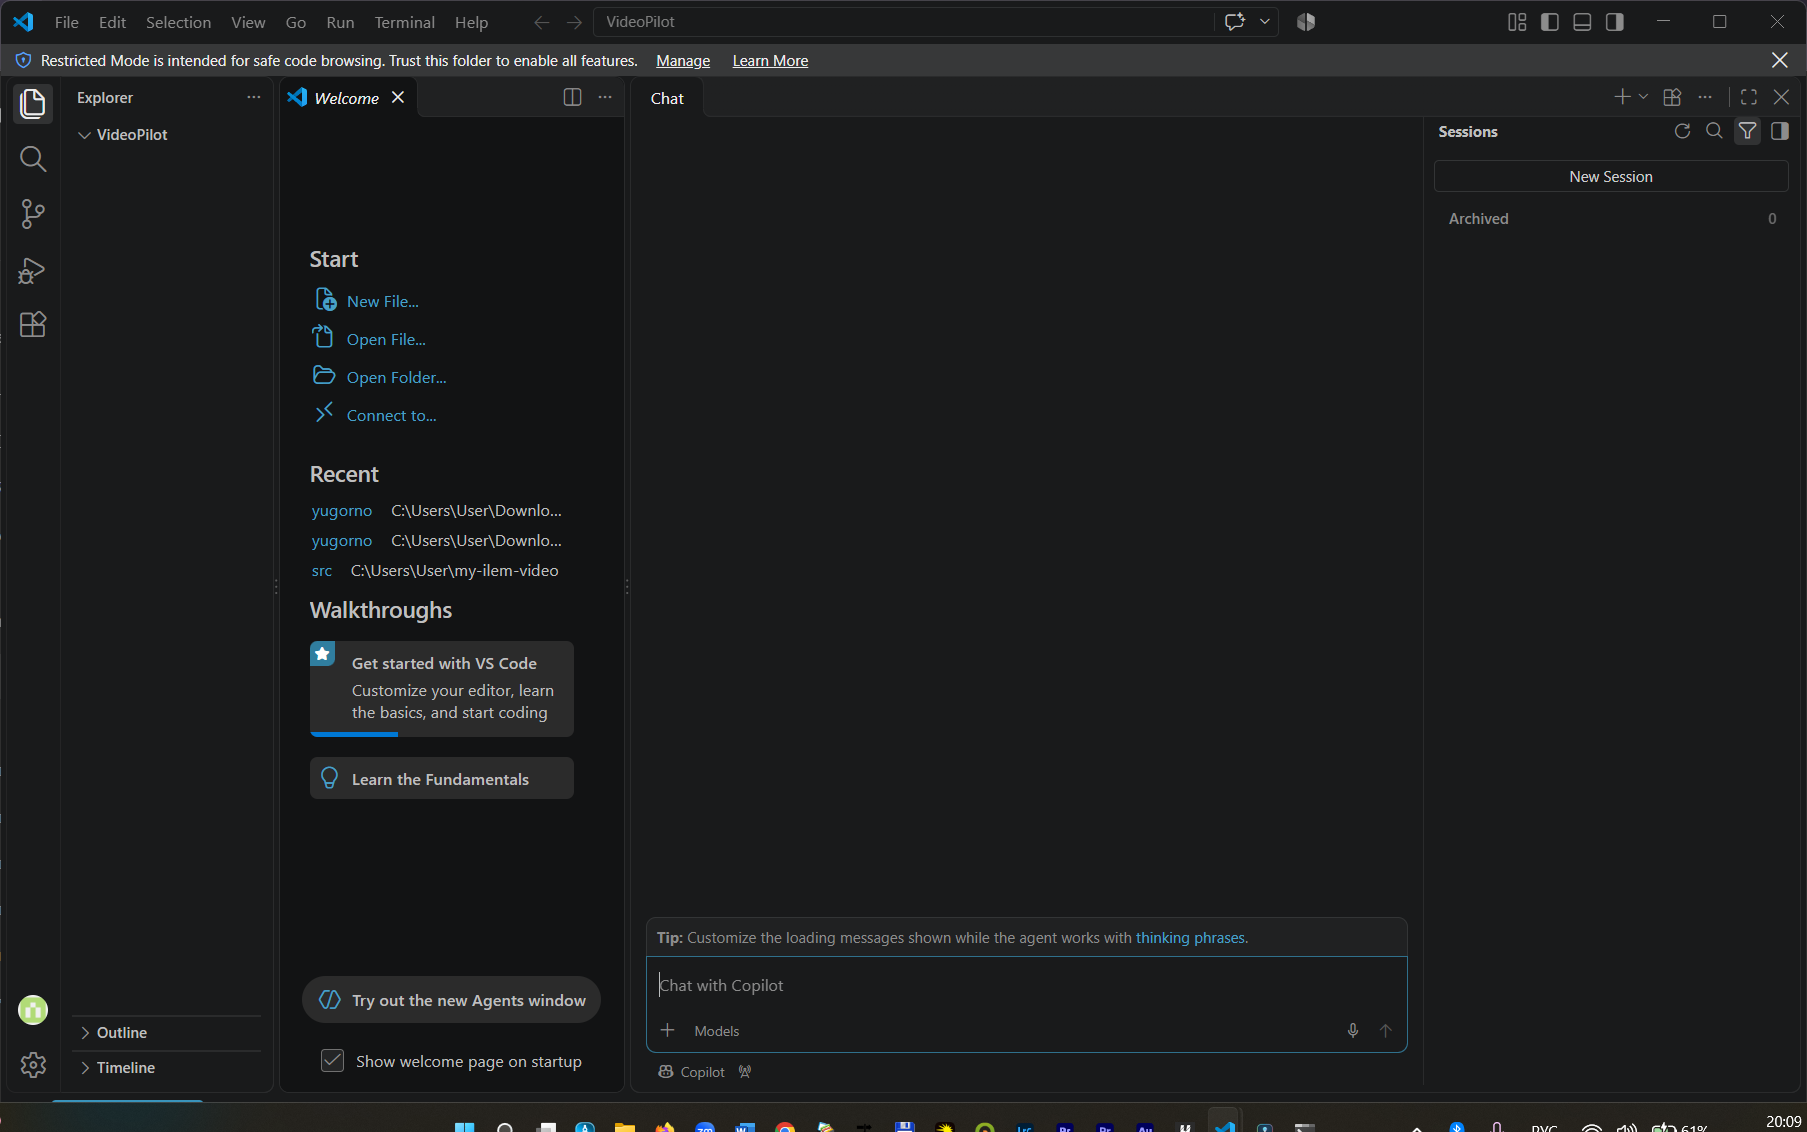 File Edit Selection View Go Run Terminal Help
VideoPilot
Restricted Mode is intended for safe code browsing. Trust this folder to enable all features. Manage Learn More
Explorer
VideoPilot
Outline
Timeline
Welcome
Start
New File...
Open File...
Open Folder...
Connect to...
Recent
yugorno C:\Users\User\Downlo...
yugorno C:\Users\User\Downlo...
src C:\Users\User\my-ilem-video
Walkthroughs
Get started with VS Code
Customize your editor, learn
the basics, and start coding
Learn the Fundamentals
Try out the new Agents window
Show welcome page on startup
Chat
Tip: Customize the loading messages shown while the agent works with thinking phrases.
Chat with Copilot
Models
Copilot
Sessions
New Session
Archived 0
РУС
61%
20:09